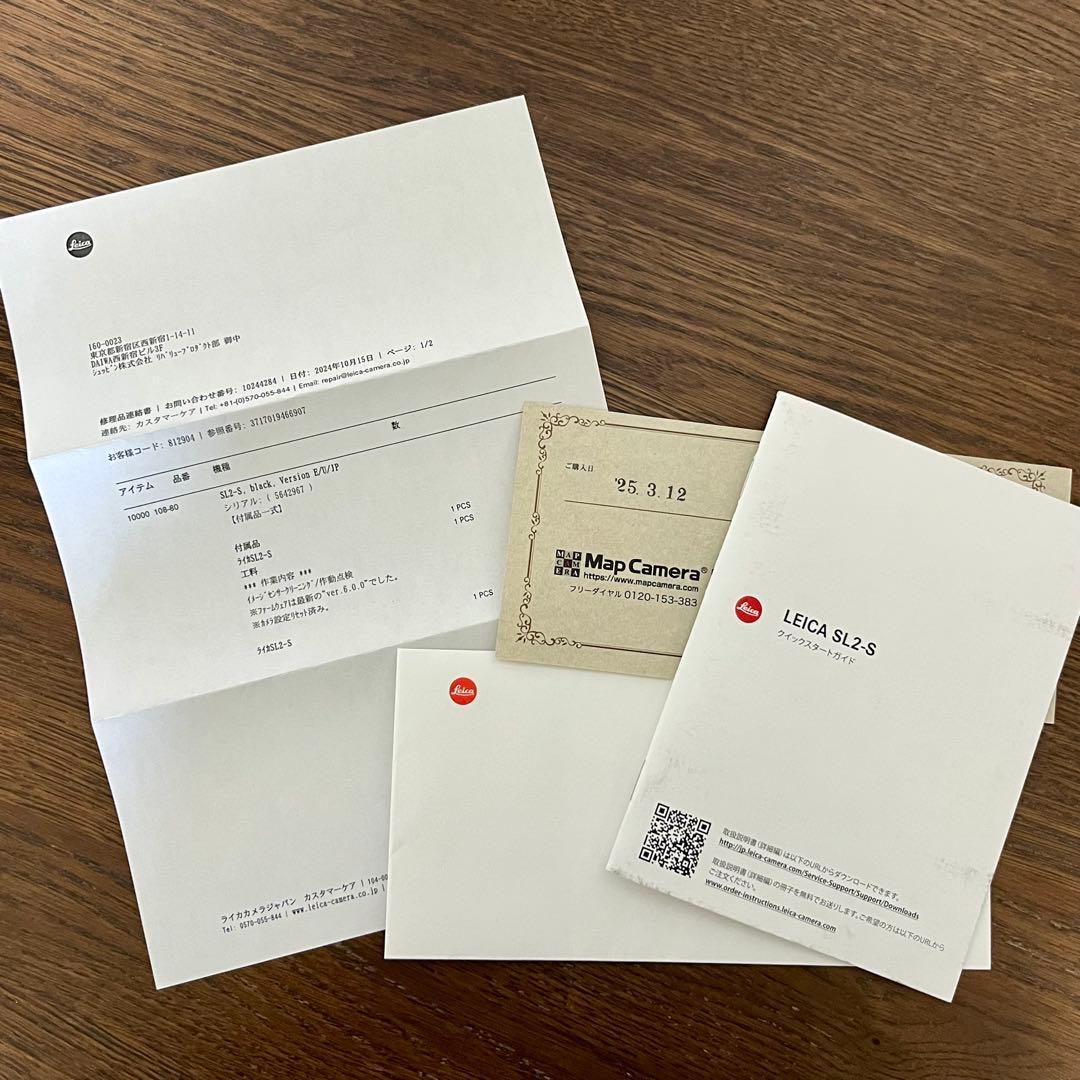 Leica
160-0023
東京都新宿区西新宿1-14-11
DAIWA西新宿ビル3F
シュッピン株式会社 リバリュープロダクト部 御中
修理品連絡書 | お問い合わせ番号: 10244284 | 日付: 2024年10月15日 | ページ: 1/2
連絡先: カスタマーケア | Tel: +81-(0)570-055-844 | Email: repair@leica-camera.co.jp
お客様コード: 812904 | 参照番号: 3717019466907
アイテム 品番 機種 数
10000 108-80 SL2-S, black, Version E/U/JP
シリアル: ( 5642967 )
【付属品一式】
1 PCS
付属品 1 PCS
ライカSL2-S
工料
*** 作業内容 ***
イメージセンサークリーニング/作動点検
※ファームウェアは最新の"ver.6.0.0"でした。
※カメラ設定リセット済み。
1 PCS
ライカSL2-S
ライカカメラジャパン カスタマーケア | 104-00
Tel: 0570-055-844 | www.leica-camera.co.jp |
ご購入日
'25. 3. 12
MAP
CAM
ERA
Map Camera®
https://www.mapcamera.com
フリーダイヤル 0120-153-383
Leica
Leica
LEICA SL2-S
クイックスタートガイド
取扱説明書(詳細編)は以下のURLからダウンロードできます。
http://jp.leica-camera.com/Service-Support/Support/Downloads
取扱説明書(詳細編)の冊子を無料でお送りします。ご希望の方は以下のURLから
ご注文ください。
www.order-instructions.leica-camera.com